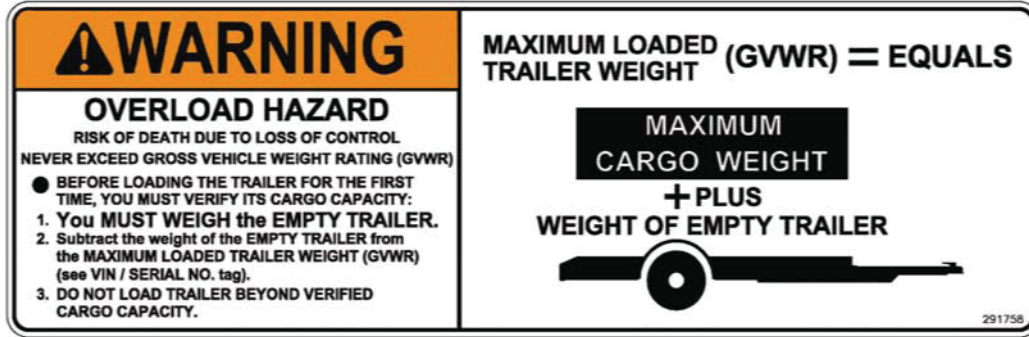 WARNING
OVERLOAD HAZARD
RISK OF DEATH DUE TO LOSS OF CONTROL
NEVER EXCEED GROSS VEHICLE WEIGHT RATING (GVWR)
● BEFORE LOADING THE TRAILER FOR THE FIRST
TIME, YOU MUST VERIFY ITS CARGO CAPACITY:
1. You MUST WEIGH the EMPTY TRAILER.
2. Subtract the weight of the EMPTY TRAILER from
the MAXIMUM LOADED TRAILER WEIGHT (GVWR)
(see VIN / SERIAL NO. tag).
3. DO NOT LOAD TRAILER BEYOND VERIFIED
CARGO CAPACITY.
MAXIMUM LOADED
TRAILER WEIGHT (GVWR) = EQUALS
MAXIMUM
CARGO WEIGHT
+ PLUS
WEIGHT OF EMPTY TRAILER
291758